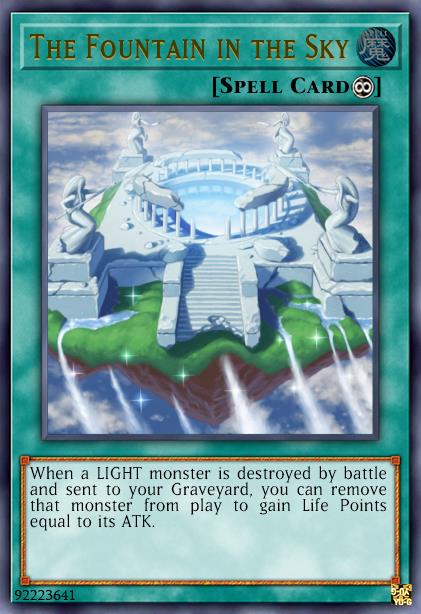 The Fountain in the Sky
魔
[Spell Card]
When a LIGHT monster is destroyed by battle
and sent to your Graveyard, you can remove
that monster from play to gain Life Points
equal to its ATK.
92223641